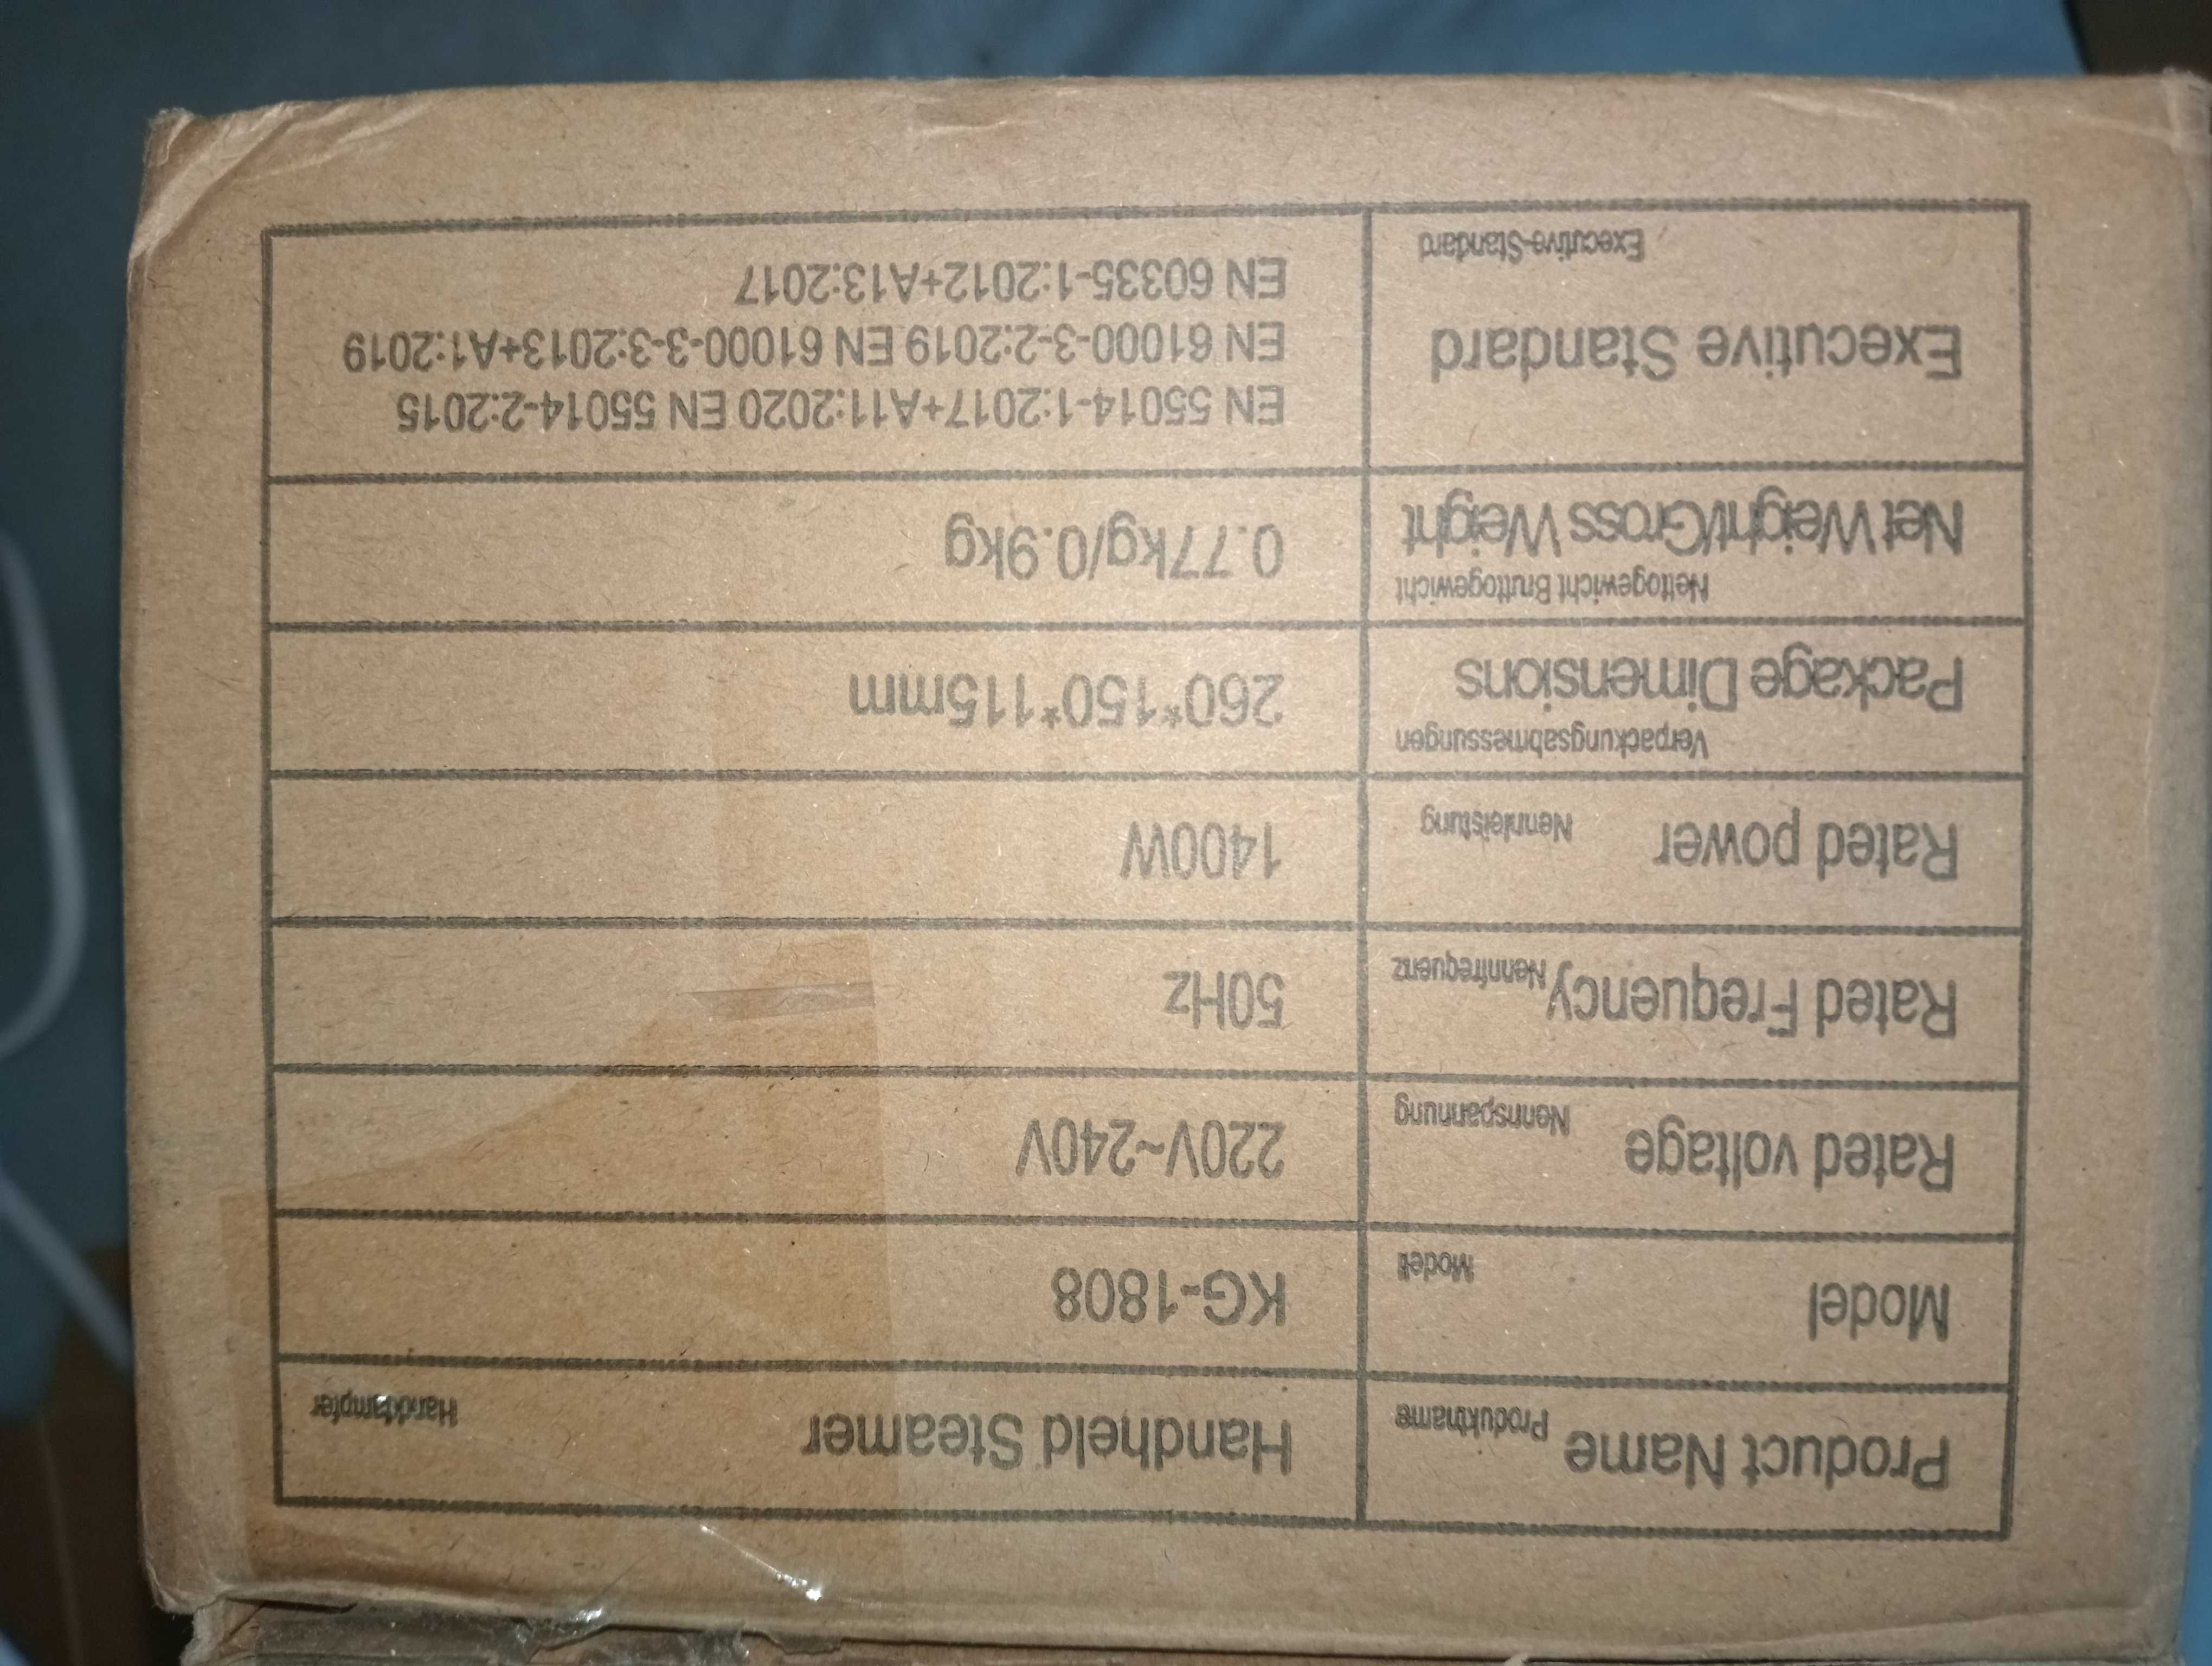 Product Name Produktname Handheld Steamer Handdampfer
Model Modell KG-1808
Rated voltage Nennspannung 220V~240V
Rated Frequency Nennfrequenz 50Hz
Rated power Nennleistung 1400W
Verpackungsabmessungen
Package Dimensions 260*150*115mm
Nettogewicht Bruttogewicht
Net Weight/Gross Weight 0.77kg/0.9kg
EN 55014-1:2017+A11:2020 EN 55014-2:2015
Executive Standard EN 61000-3-2:2019 EN 61000-3-3:2013+A1:2019
EN 60335-1:2012+A13:2017
Executive-Standard